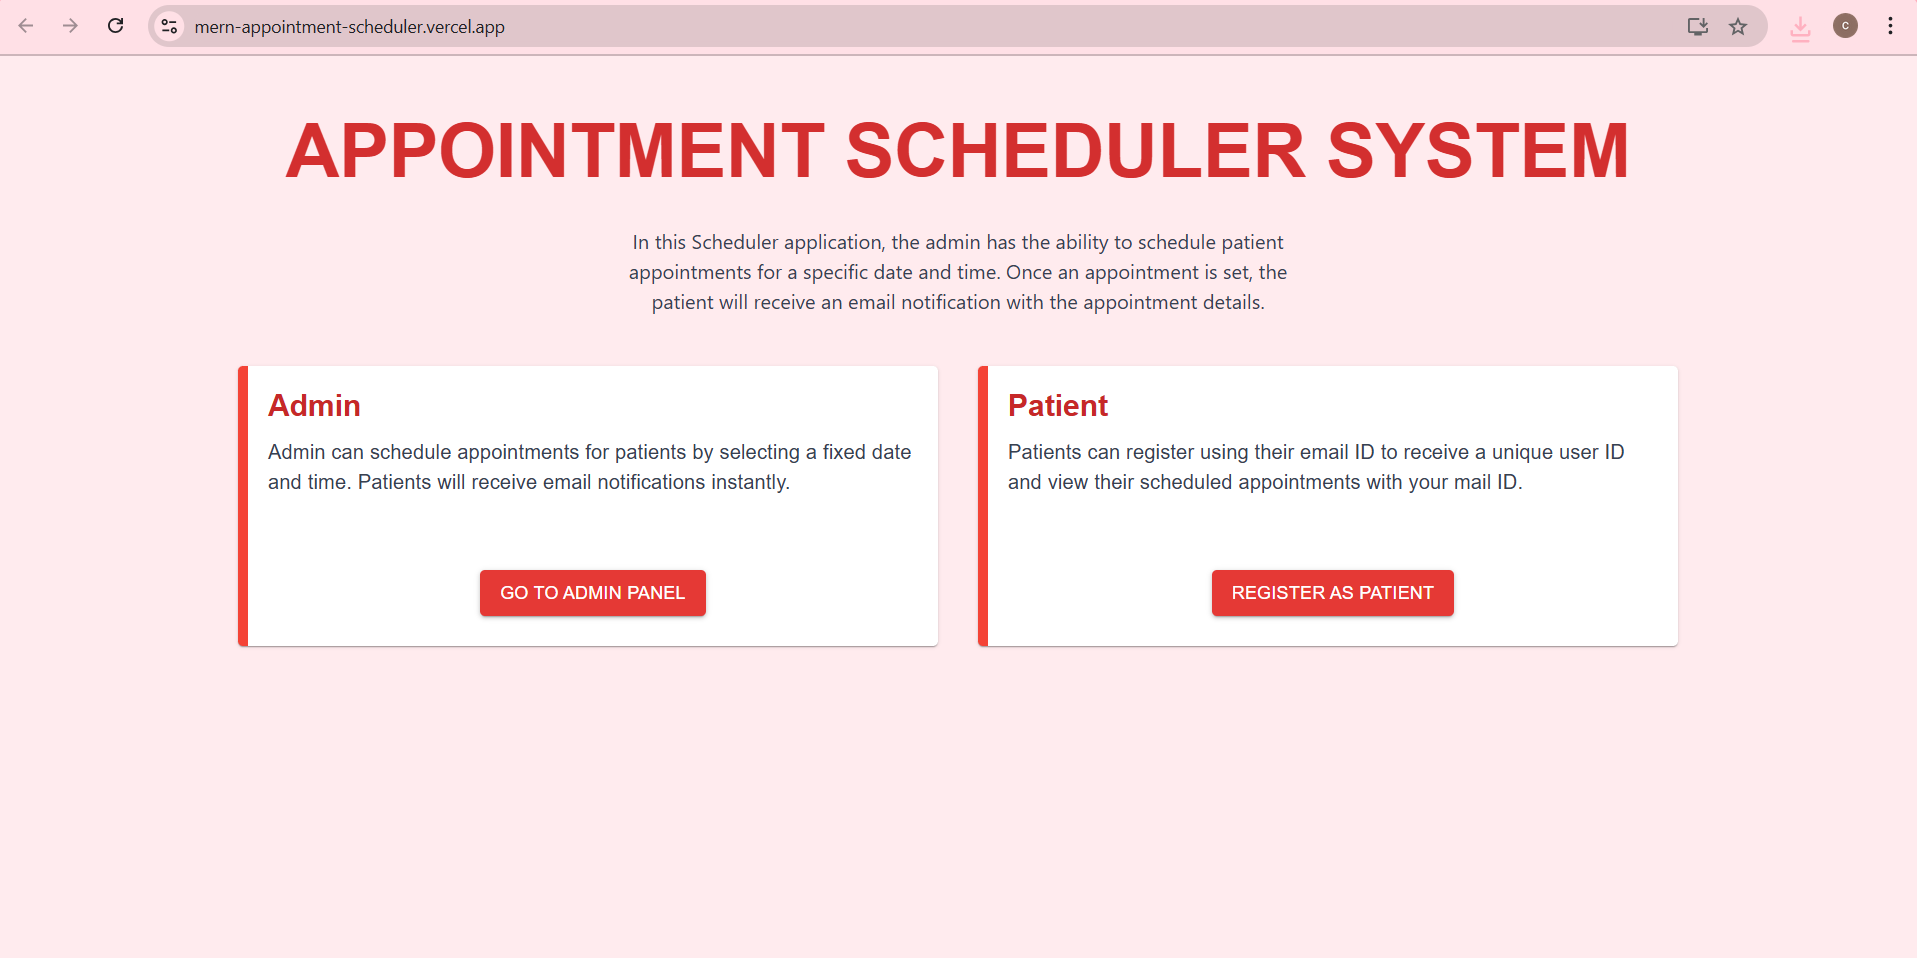 mern-appointment-scheduler.vercel.app
C
APPOINTMENT SCHEDULER SYSTEM
In this Scheduler application, the admin has the ability to schedule patient
appointments for a specific date and time. Once an appointment is set, the
patient will receive an email notification with the appointment details.
Admin
Admin can schedule appointments for patients by selecting a fixed date
and time. Patients will receive email notifications instantly.
GO TO ADMIN PANEL
Patient
Patients can register using their email ID to receive a unique user ID
and view their scheduled appointments with your mail ID.
REGISTER AS PATIENT